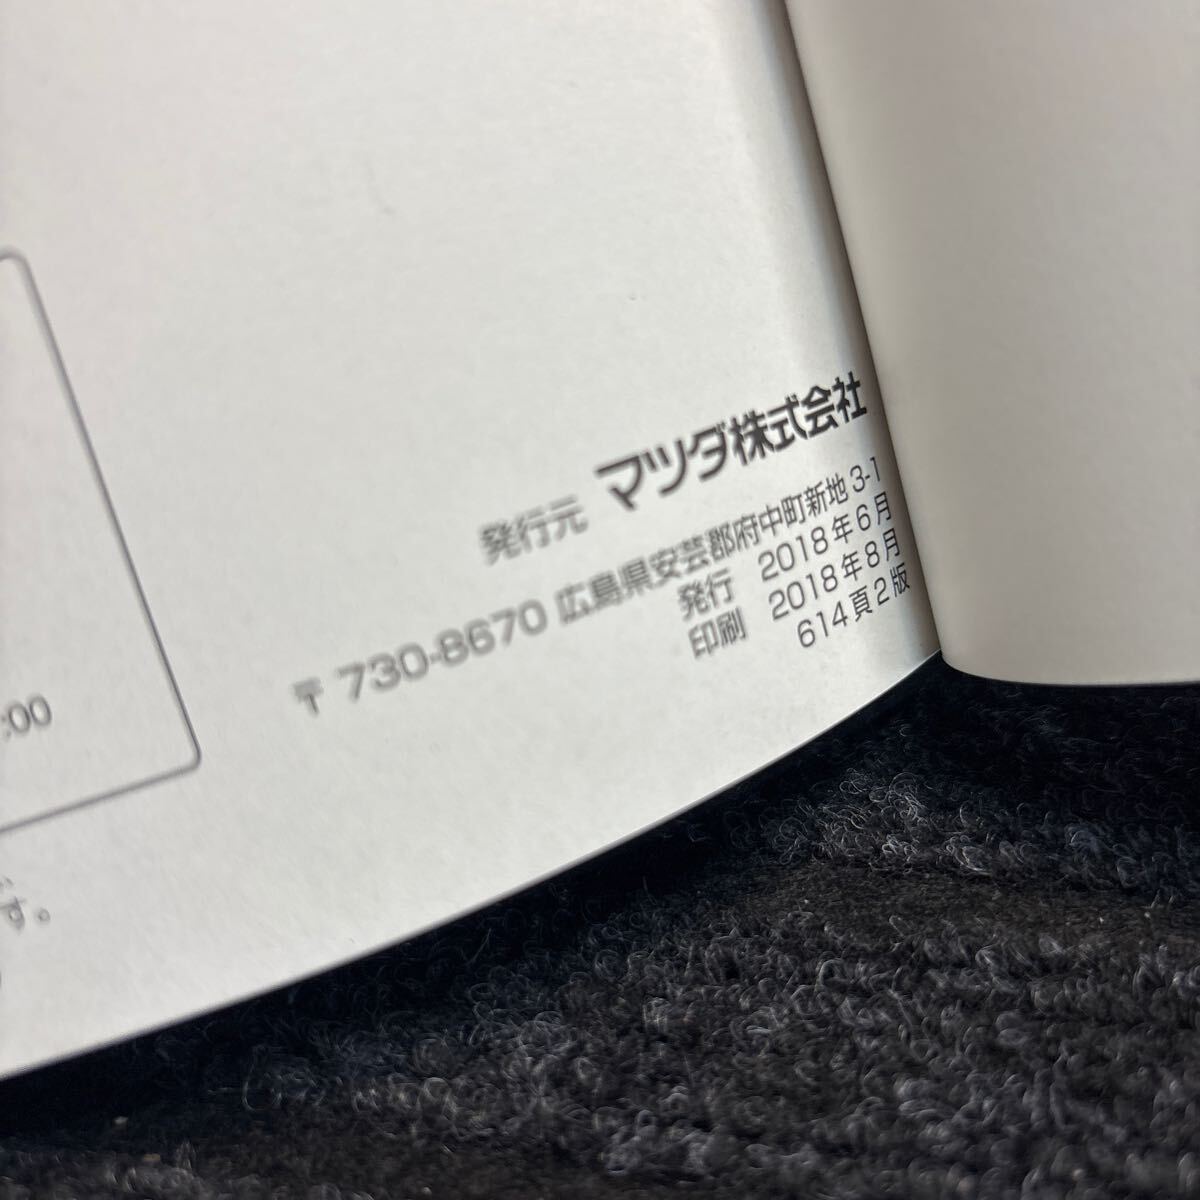 発行元 マツダ株式会社
〒730-8670 広島県安芸郡府中町新地3-1
発行 2018年6月
印刷 2018年8月
614頁2版
:00
す。